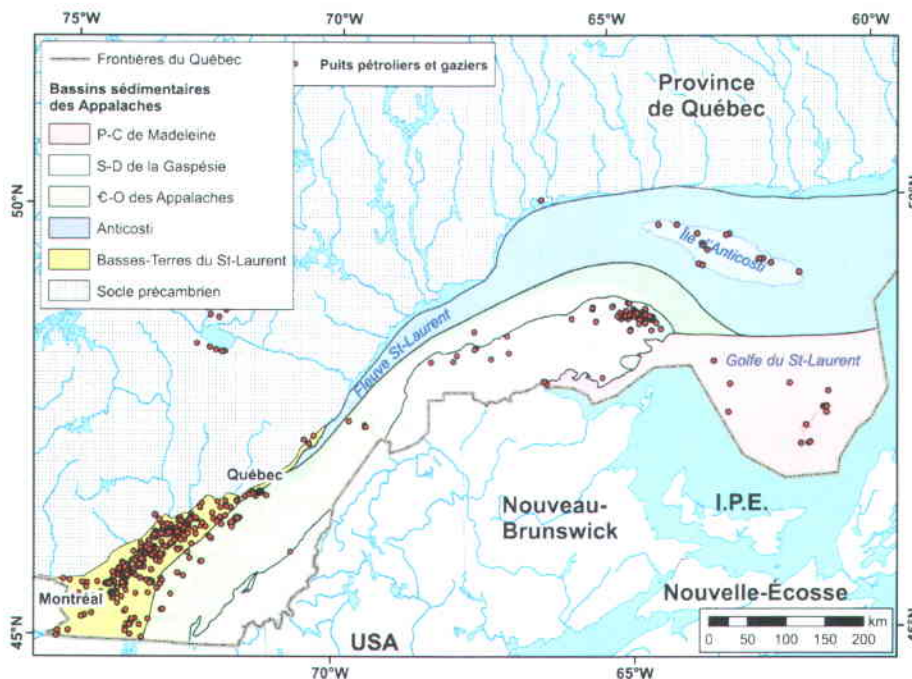 75°W
70°W
65°W
60°W
Frontières du Québec
Bassins sédimentaires
des Appalaches
P-C de Madeleine
S-D de la Gaspésie
Є-O des Appalaches
Anticosti
Basses-Terres du St-Laurent
Socle précambrien
Puits pétroliers et gaziers
Province
de Québec
50°N
Île d'Anticosti
Fleuve St-Laurent
Golfe du St-Laurent
Québec
I.P.E.
Nouveau-
Brunswick
Montréal
Nouvelle-Écosse
45°N
USA
km
0 50 100 150 200
70°W
65°W